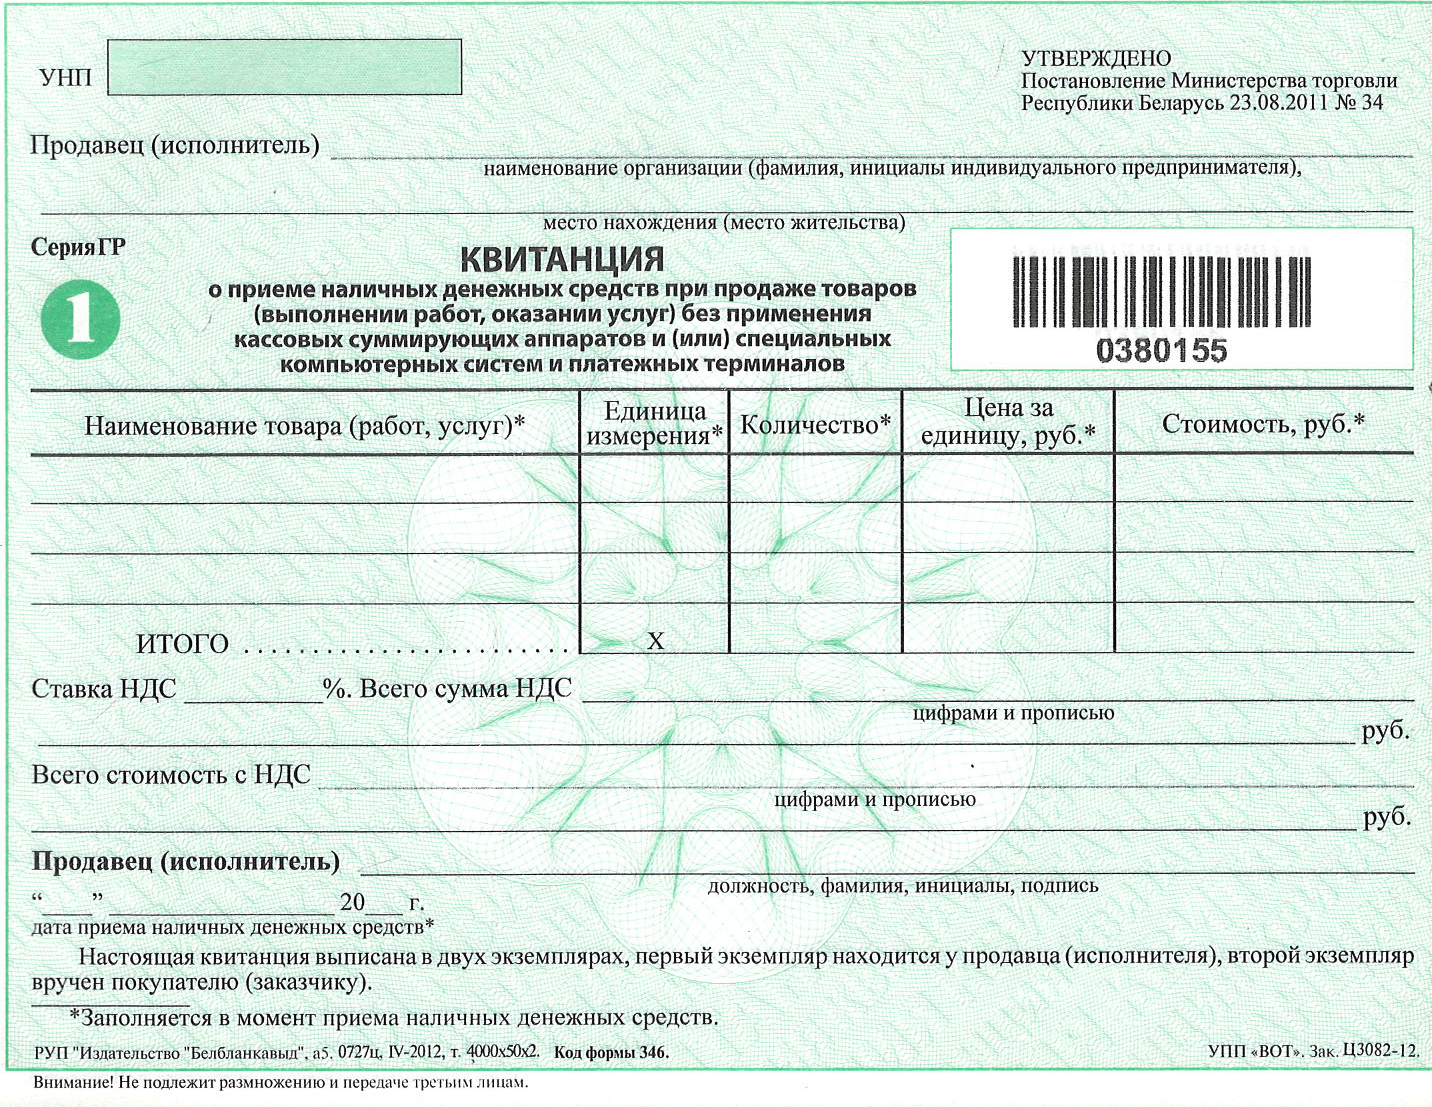 УНП
УТВЕРЖДЕНО
Постановление Министерства торговли
Республики Беларусь 23.08.2011 № 34
Продавец (исполнитель)
наименование организации (фамилия, инициалы индивидуального предпринимателя),
место нахождения (место жительства)
Серия ГР
1
КВИТАНЦИЯ
о приеме наличных денежных средств при продаже товаров
(выполнении работ, оказании услуг) без применения
кассовых суммирующих аппаратов и (или) специальных
компьютерных систем и платежных терминалов
0380155
Наименование товара (работ, услуг)*
Единица
измерения*
Количество*
Цена за
единицу, руб.*
Стоимость, руб.*
ИТОГО ........................ Х
Ставка НДС __________%. Всего сумма НДС
цифрами и прописью
руб.
Всего стоимость с НДС
цифрами и прописью
руб.
Продавец (исполнитель)
должность, фамилия, инициалы, подпись
“____” ________________ 20___ г.
дата приема наличных денежных средств*
Настоящая квитанция выписана в двух экземплярах, первый экземпляр находится у продавца (исполнителя), второй экземпляр
вручен покупателю (заказчику).
*Заполняется в момент приема наличных денежных средств.
РУП "Издательство "Белбланкавыд", а5. 0727ц, IV-2012, т. 4000х50х2. Код формы 346.
УПП «ВОТ». Зак. Ц3082-12.
Внимание! Не подлежит размножению и передаче третьим лицам.